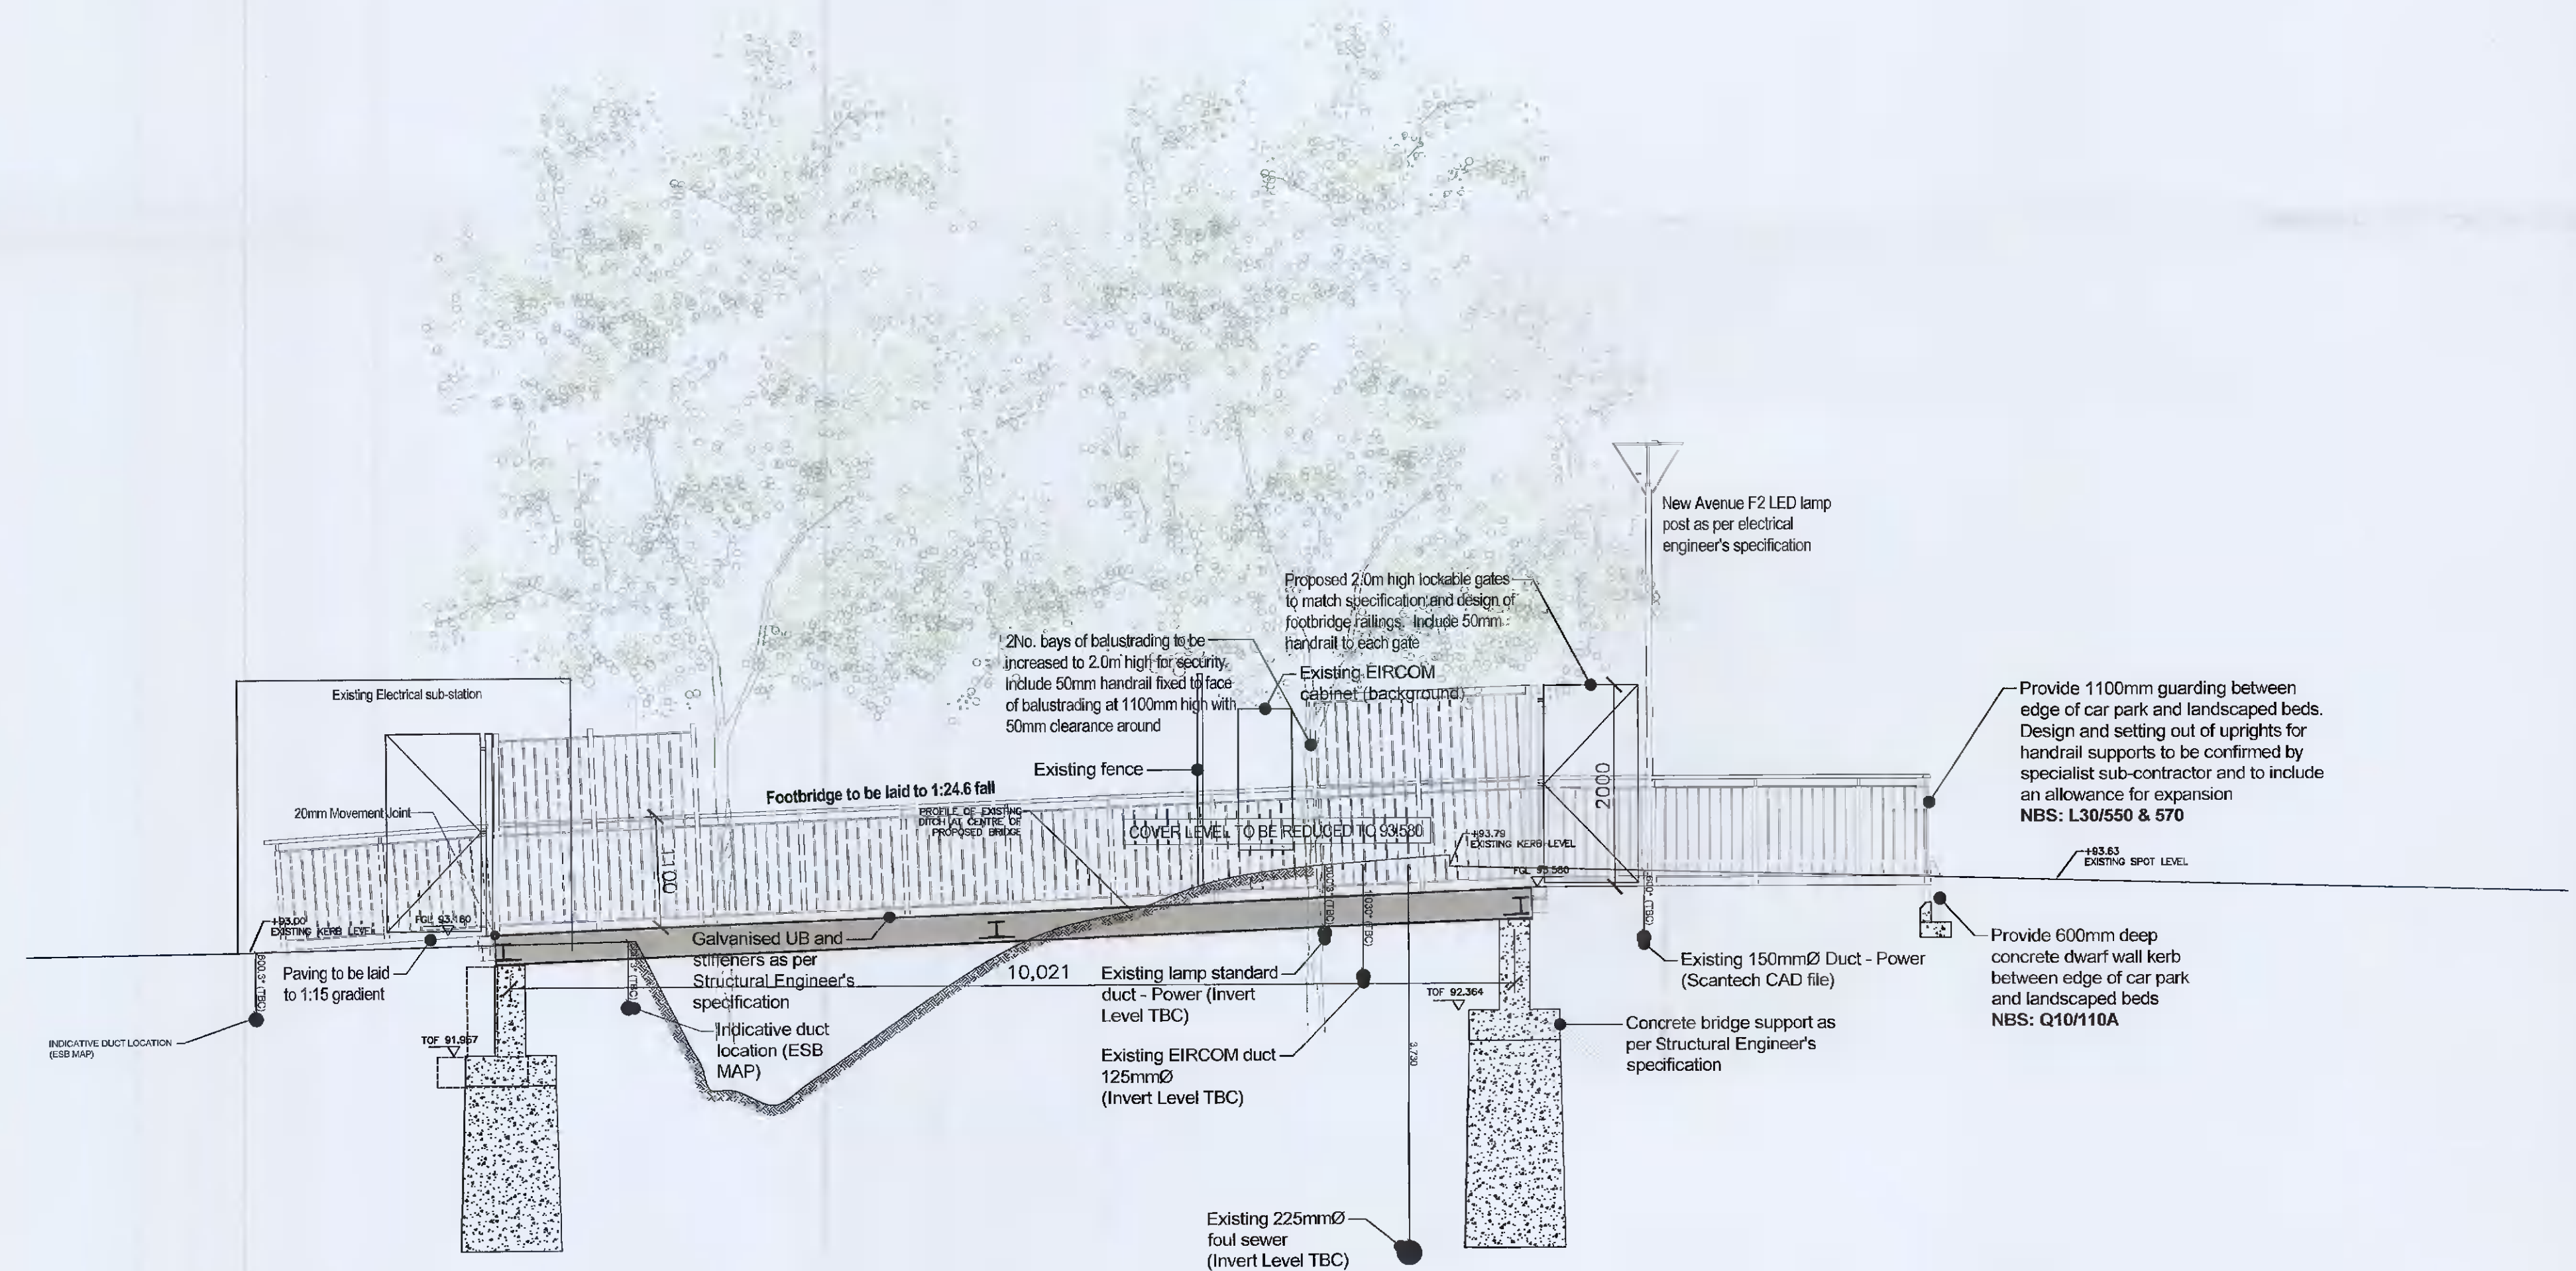 New Avenue F2 LED lamp
post as per electrical
engineer's specification
Proposed 2.0m high lockable gates
to match specification and design of
footbridge railings. Include 50mm
handrail to each gate
2No. bays of balustrading to be
increased to 2.0m high for security.
Include 50mm handrail fixed to face
of balustrading at 1100mm high with
50mm clearance around
Existing EIRCOM
cabinet (background)
Existing Electrical sub-station
Provide 1100mm guarding between
edge of car park and landscaped beds.
Design and setting out of uprights for
handrail supports to be confirmed by
specialist sub-contractor and to include
an allowance for expansion
NBS: L30/550 & 570
Existing fence
2000
Footbridge to be laid to 1:24.6 fall
20mm Movement Joint
PROFILE OF EXISTING
DITCH AT CENTRE OF
PROPOSED BRIDGE
COVER LEVEL TO BE REDUCED TO 93.580
+93.79
EXISTING KERB LEVEL
+93.63
EXISTING SPOT LEVEL
1100
FGL 93.580
+93.00
EXISTING KERB LEVEL
FGL 93.160
Galvanised UB and
stiffeners as per
Structural Engineer's
specification
10,021
Paving to be laid
to 1:15 gradient
Existing lamp standard
duct - Power (Invert
Level TBC)
Existing 150mmØ Duct - Power
(Scantech CAD file)
Provide 600mm deep
concrete dwarf wall kerb
between edge of car park
and landscaped beds
NBS: Q10/110A
TOF 92.364
INDICATIVE DUCT LOCATION
(ESB MAP)
TOF 91.967
Indicative duct
location (ESB
MAP)
Existing EIRCOM duct
125mmØ
(Invert Level TBC)
3,730
Concrete bridge support as
per Structural Engineer's
specification
Existing 225mmØ
foul sewer
(Invert Level TBC)